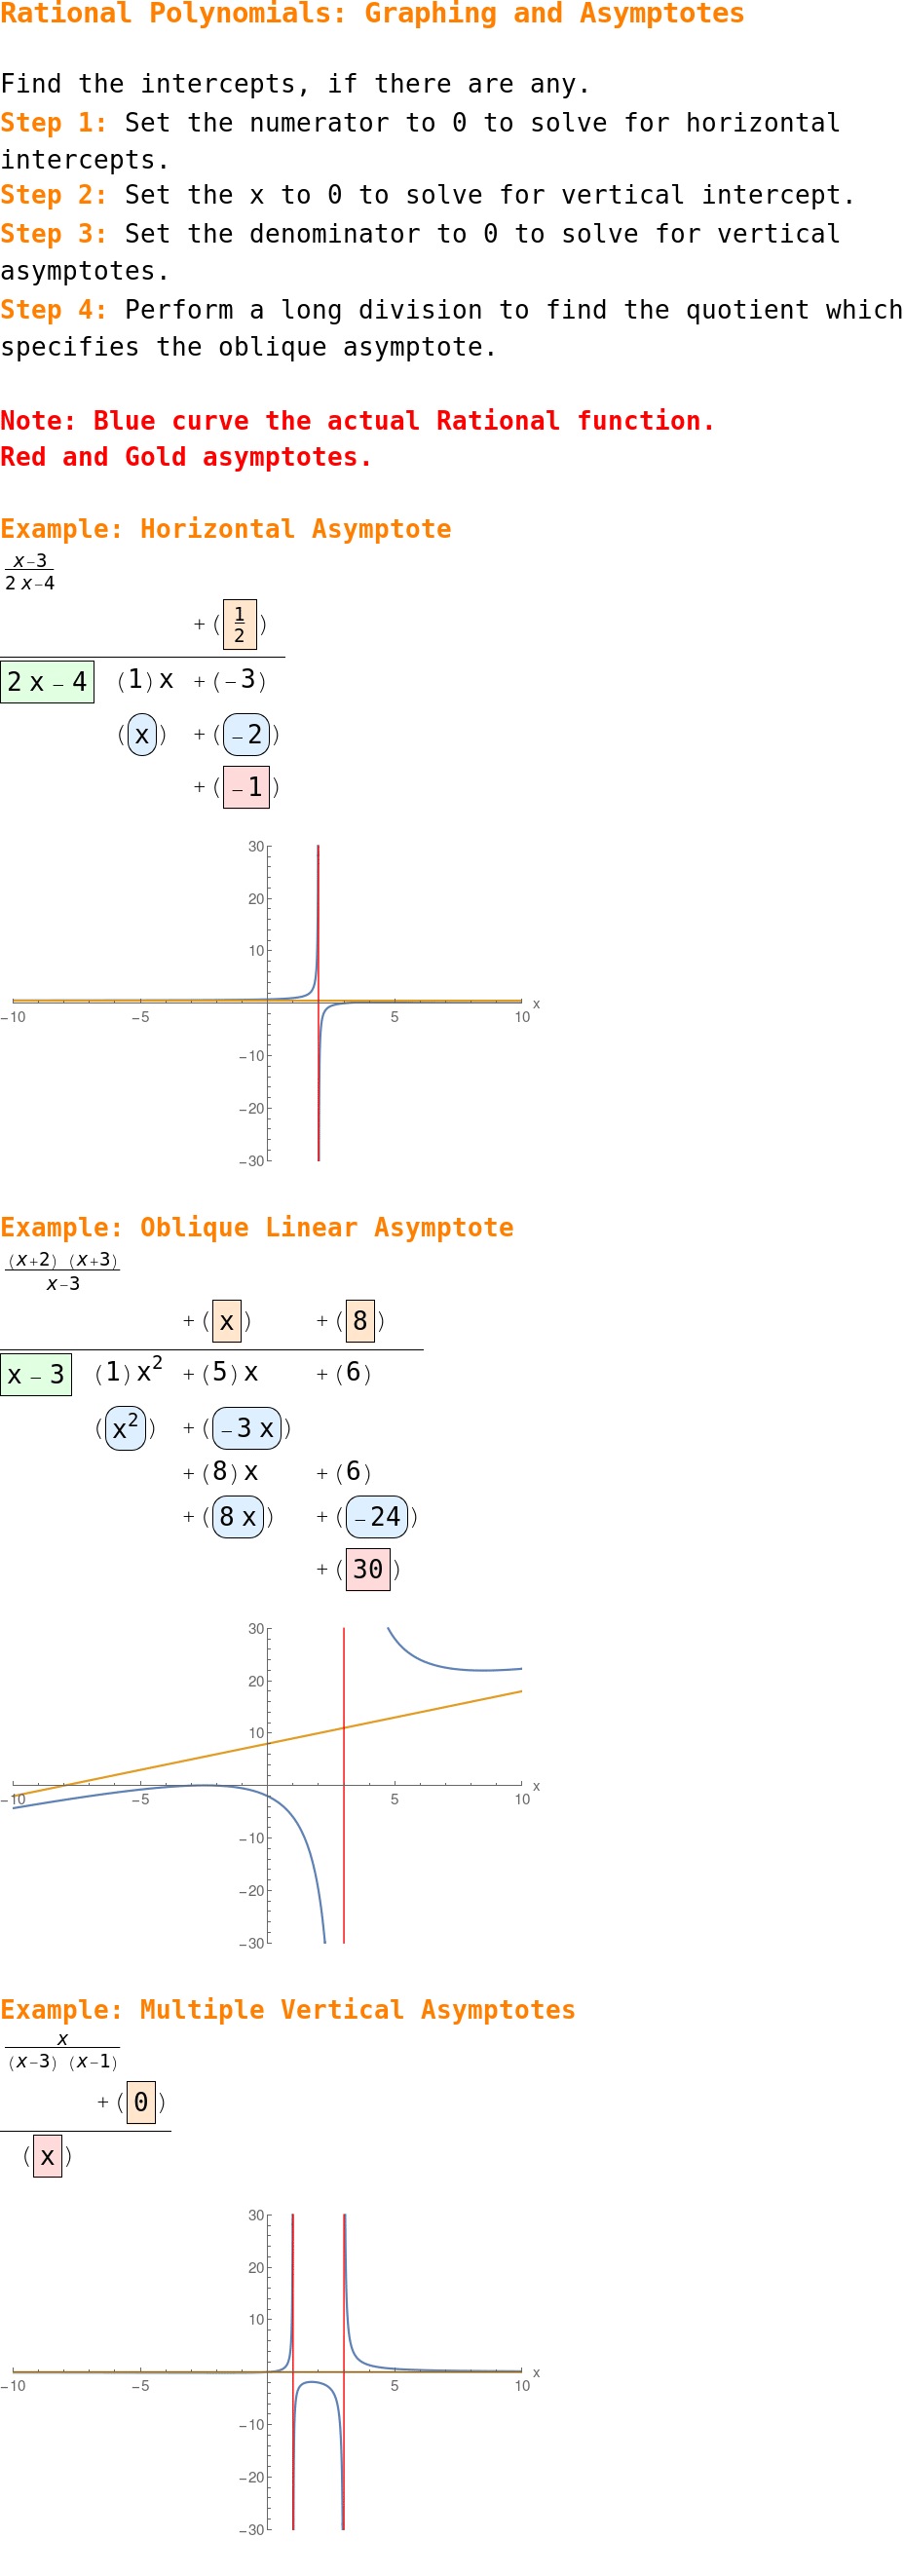 Rational Polynomials: Graphing and Asymptotes
Find the intercepts, if there are any.
Step 1: Set the numerator to 0 to solve for horizontal
intercepts.
Step 2: Set the x to 0 to solve for vertical intercept.
Step 3: Set the denominator to 0 to solve for vertical
asymptotes.
Step 4: Perform a long division to find the quotient which
specifies the oblique asymptote.
Note: Blue curve the actual Rational function.
Red and Gold asymptotes.
Example: Horizontal Asymptote
x-3
2 x-4
+ (1/2)
2 x - 4 (1) x + (-3)
(x) + (-2)
+ (-1)
30
20
10
-10 -5 5 10 x
-10
-20
-30
Example: Oblique Linear Asymptote
(x+2) (x+3)
x-3
+ (x) + (8)
x - 3 (1) x² + (5) x + (6)
(x²) + (-3 x)
+ (8) x + (6)
+ (8 x) + (-24)
+ (30)
30
20
10
-10 -5 5 10 x
-10
-20
-30
Example: Multiple Vertical Asymptotes
x
(x-3) (x-1)
+ (0)
(x)
30
20
10
-10 -5 5 10 x
-10
-20
-30